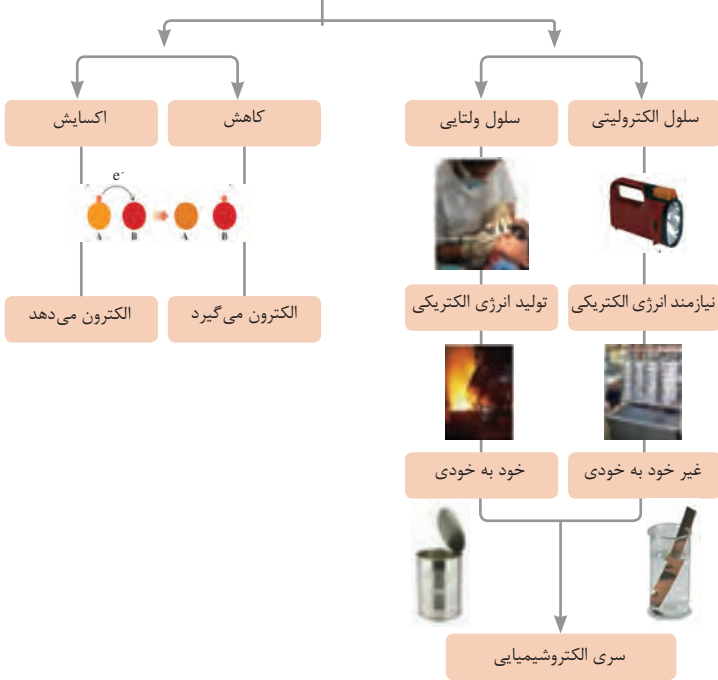 سلول الکترولیتی
سلول ولتایی
کاهش
اکسایش
e⁻
A B A B
نیازمند انرژی الکتریکی
تولید انرژی الکتریکی
الکترون می‌گیرد
الکترون می‌دهد
غیر خود به خودی
خود به خودی
سری الکتروشیمیایی